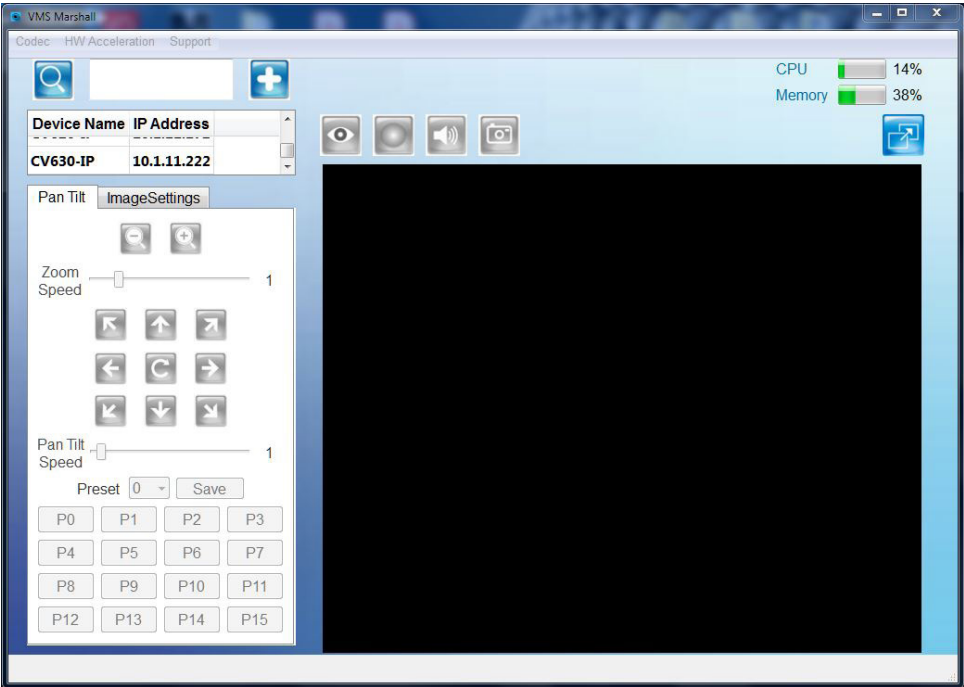 VMS Marshall
Codec HW Acceleration Support
CPU 14%
Memory 38%
Device Name IP Address
CV630-IP 10.1.11.222
Pan Tilt ImageSettings
Zoom Speed 1
Pan Tilt Speed 1
Preset 0 Save
P0 P1 P2 P3
P4 P5 P6 P7
P8 P9 P10 P11
P12 P13 P14 P15